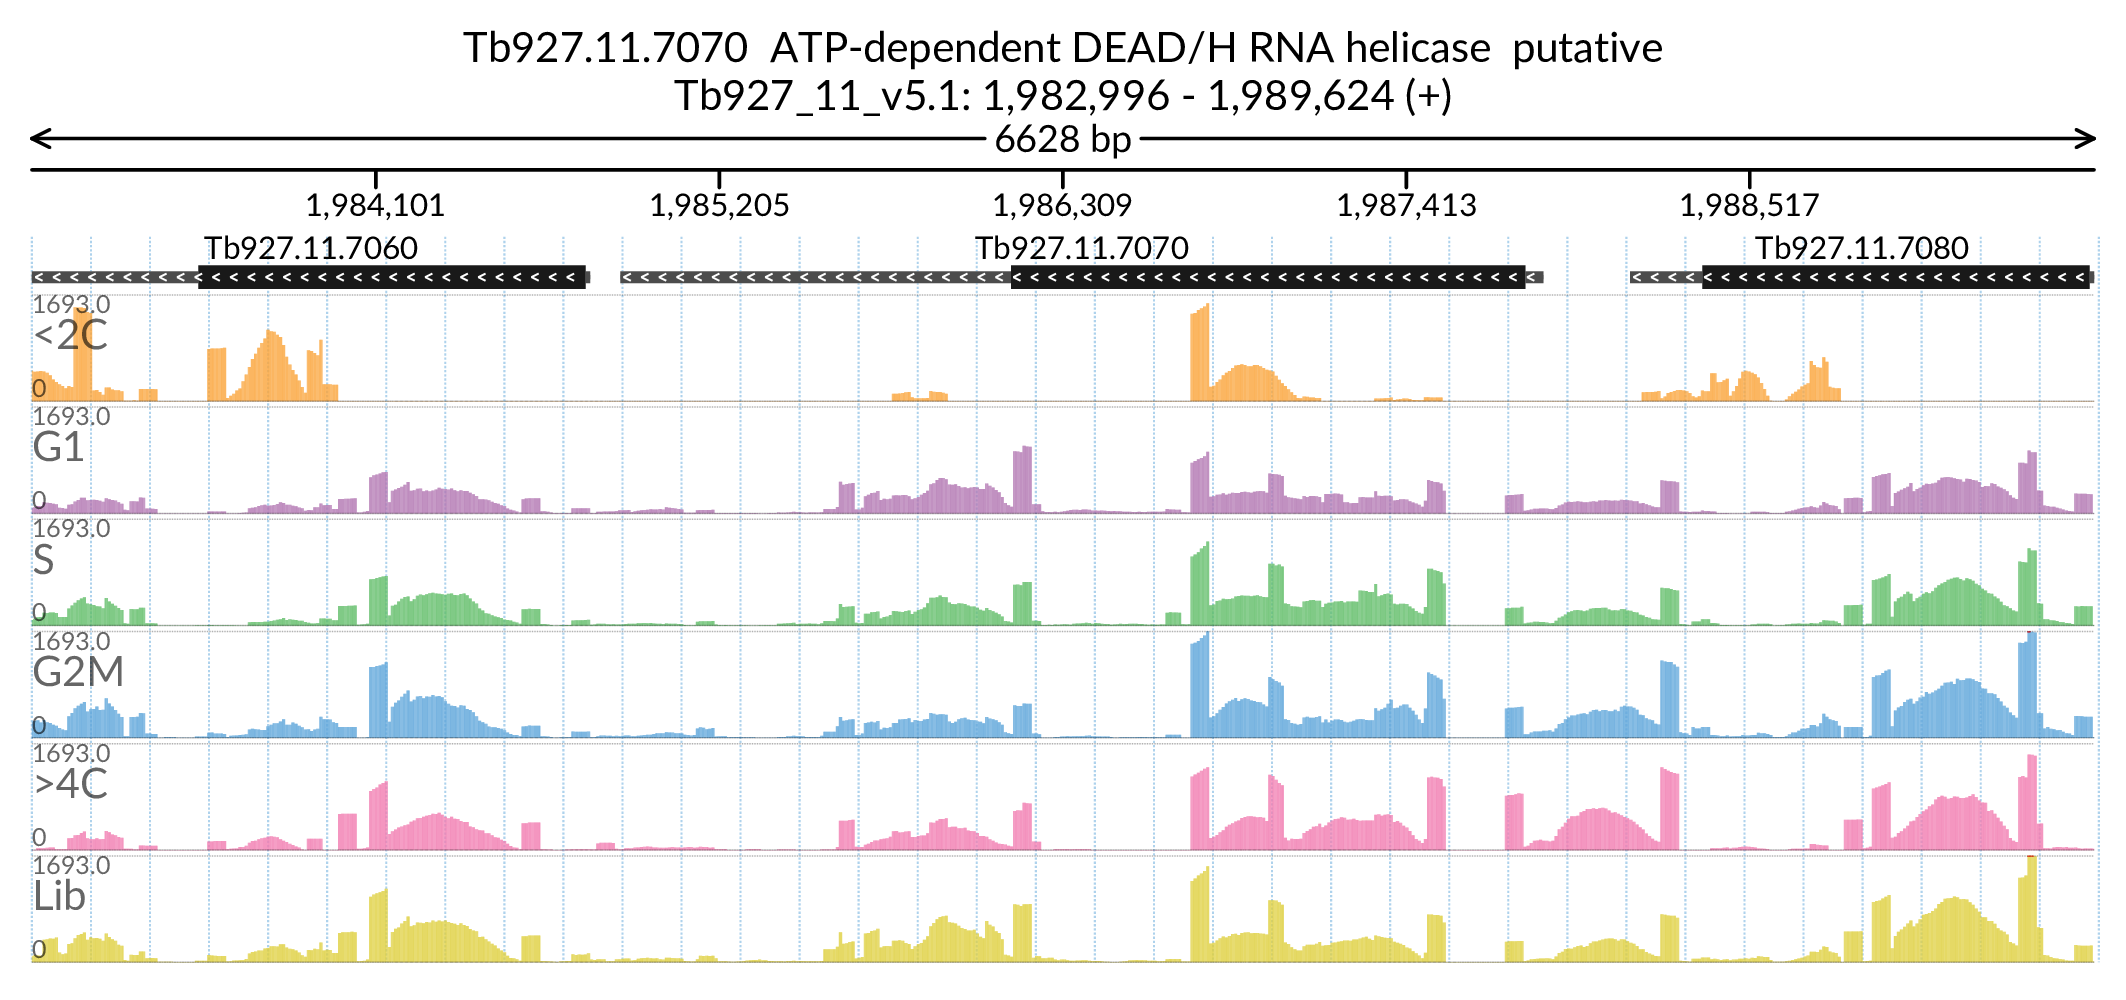 Tb927.11.7070  ATP-dependent DEAD/H RNA helicase  putative
Tb927_11_v5.1: 1,982,996 - 1,989,624 (+)
6628 bp
1,984,101 1,985,205 1,986,309 1,987,413 1,988,517
Tb927.11.7060 Tb927.11.7070 Tb927.11.7080
1693.0
<2C
0
1693.0
G1
0
1693.0
S
0
1693.0
G2M
0
1693.0
>4C
0
1693.0
Lib
0